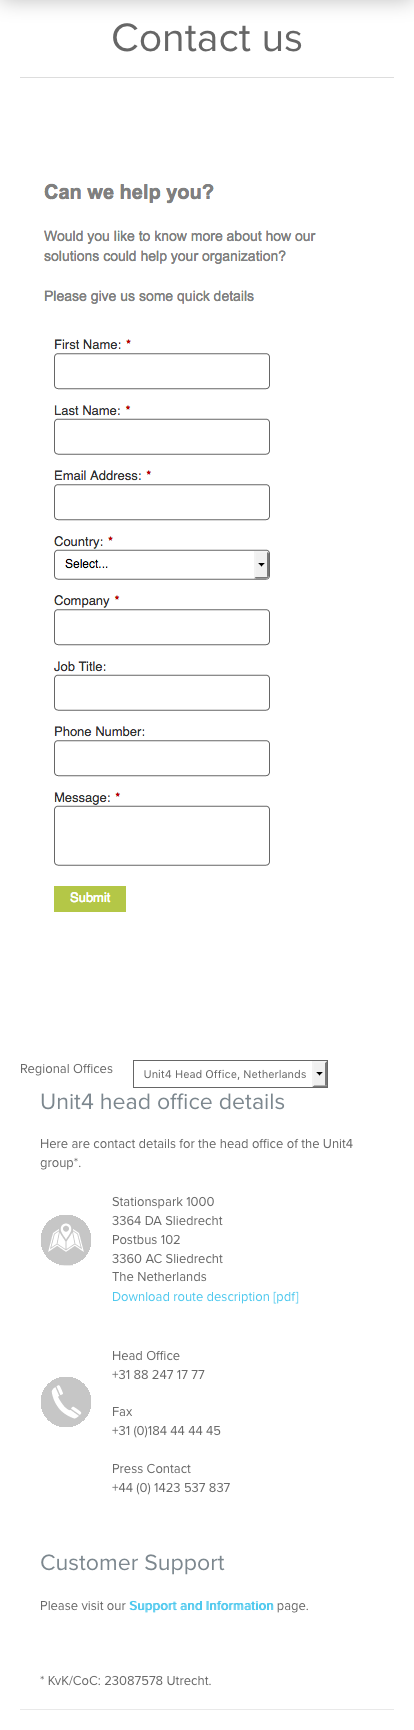 Contact us
Can we help you?
Would you like to know more about how our
solutions could help your organization?
Please give us some quick details
First Name: *
Last Name: *
Email Address: *
Country: *
Select...
Company *
Job Title:
Phone Number:
Message: *
Submit
Regional Offices
Unit4 Head Office, Netherlands
Unit4 head office details
Here are contact details for the head office of the Unit4
group*.
Stationspark 1000
3364 DA Sliedrecht
Postbus 102
3360 AC Sliedrecht
The Netherlands
Download route description [pdf]
Head Office
+31 88 247 17 77
Fax
+31 (0)184 44 44 45
Press Contact
+44 (0) 1423 537 837
Customer Support
Please visit our Support and Information page.
* KvK/CoC: 23087578 Utrecht.